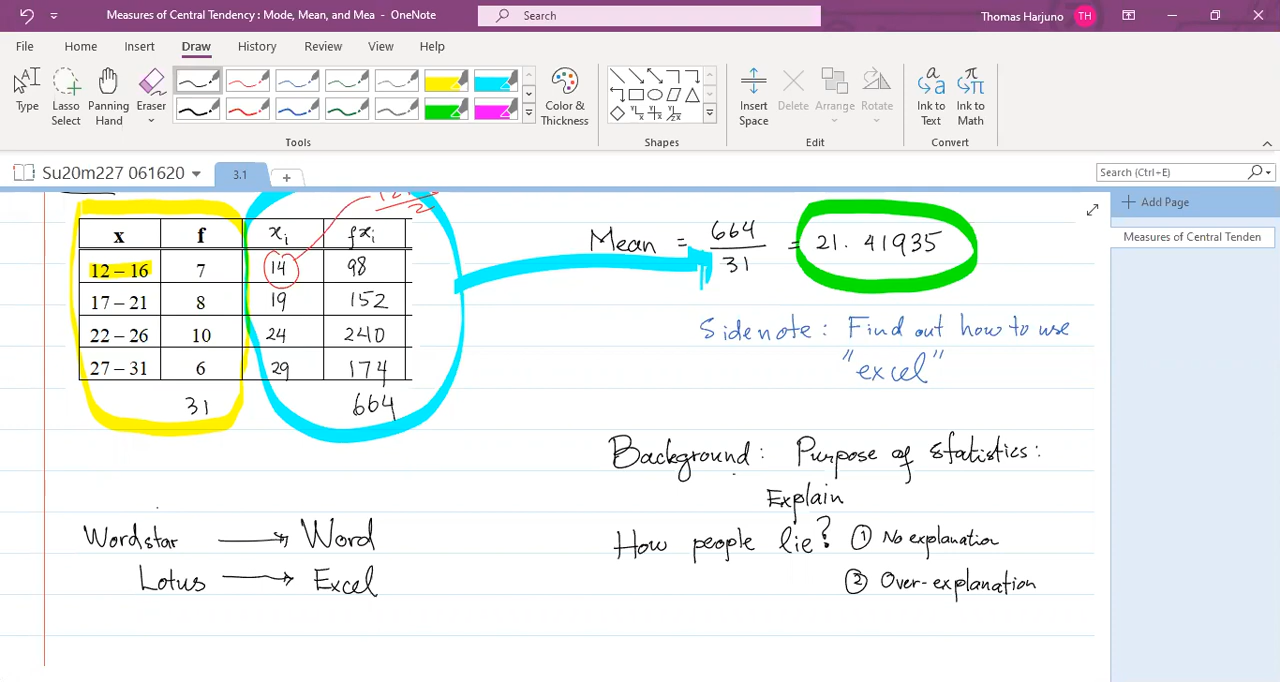 Measures of Central Tendency : Mode, Mean, and Mea - OneNote
Search
Thomas Harjuno TH
File Home Insert Draw History Review View Help
Type
Lasso Select
Panning Hand
Eraser
Color & Thickness
Insert Space
Delete
Arrange
Rotate
Ink to Text
Ink to Math
Tools
Shapes
Edit
Convert
Su20m227 061620
3.1
Search (Ctrl+E)
Add Page
Measures of Central Tenden
x f xi fxi
12 – 16 7 14 98
17 – 21 8 19 152
22 – 26 10 24 240
27 – 31 6 29 174
31 664
Mean = 664/31 = 21.41935
Sidenote: Find out how to use
"excel"
Background: Purpose of statistics:
Explain
How people lie? ① No explanation
② Over-explanation
Wordstar → Word
Lotus → Excel